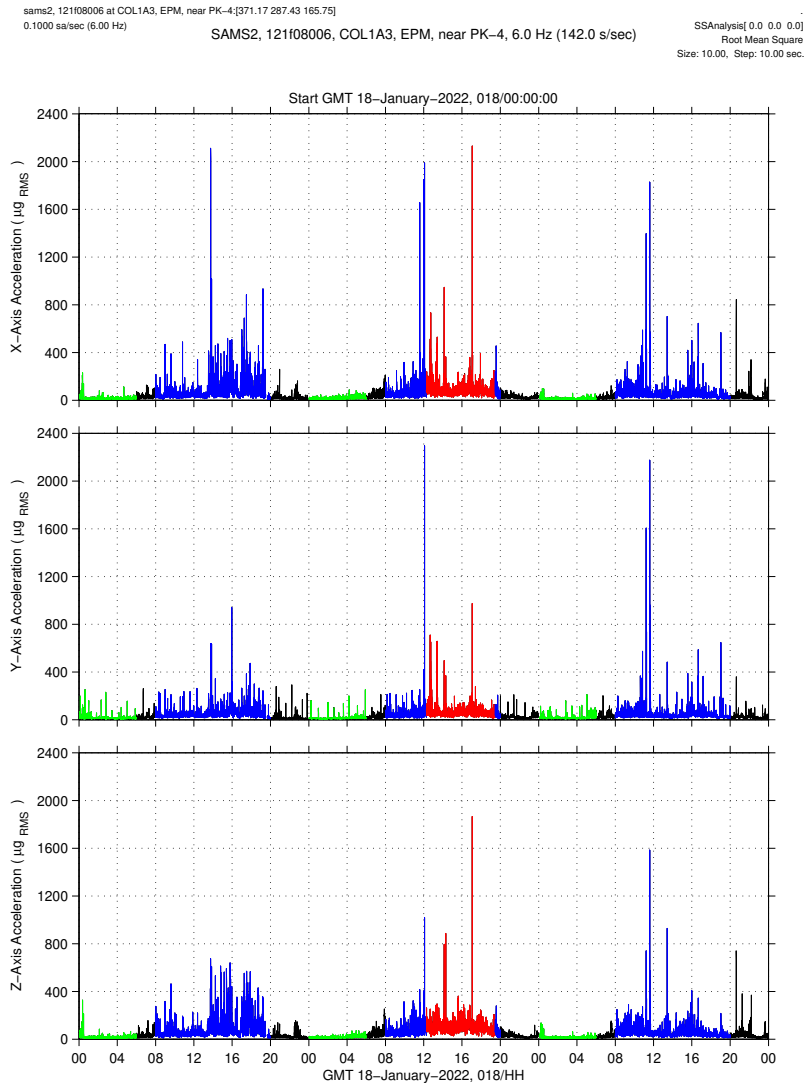 sams2, 121f08006 at COL1A3, EPM, near PK-4:[371.17 287.43 165.75]
0.1000 sa/sec (6.00 Hz)
.
SSAnalysis[ 0.0 0.0 0.0]
Root Mean Square
Size: 10.00, Step: 10.00 sec.
SAMS2, 121f08006, COL1A3, EPM, near PK−4, 6.0 Hz (142.0 s/sec)
Start GMT 18−January−2022, 018/00:00:00
X−Axis Acceleration ( μg RMS )
2400
2000
1600
1200
800
400
0
Y−Axis Acceleration ( μg RMS )
2400
2000
1600
1200
800
400
0
Z−Axis Acceleration ( μg RMS )
2400
2000
1600
1200
800
400
0
00 04 08 12 16 20 00 04 08 12 16 20 00 04 08 12 16 20 00
GMT 18−January−2022, 018/HH